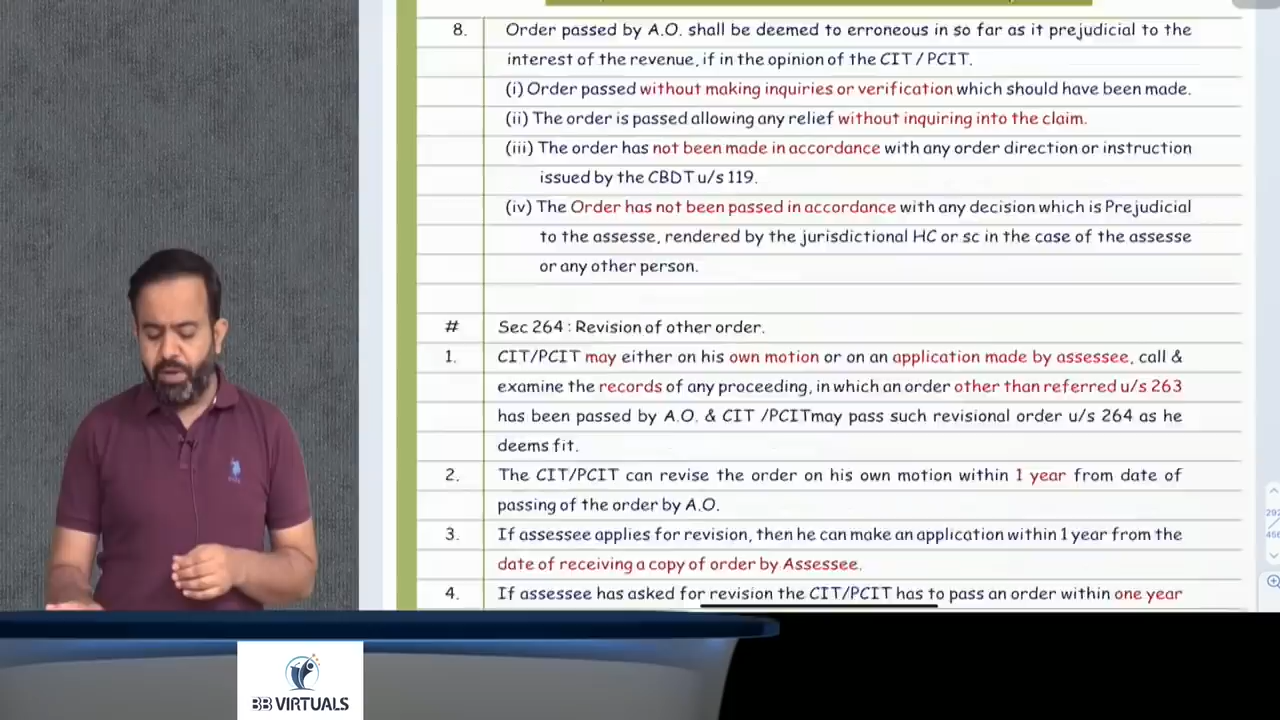 8. Order passed by A.O. shall be deemed to erroneous in so far as it prejudicial to the
interest of the revenue, if in the opinion of the CIT / PCIT.
(i) Order passed without making inquiries or verification which should have been made.
(ii) The order is passed allowing any relief without inquiring into the claim.
(iii) The order has not been made in accordance with any order direction or instruction
issued by the CBDT u/s 119.
(iv) The Order has not been passed in accordance with any decision which is Prejudicial
to the assesse, rendered by the jurisdictional HC or sc in the case of the assesse
or any other person.
# Sec 264 : Revision of other order.
1. CIT/PCIT may either on his own motion or on an application made by assessee, call &
examine the records of any proceeding, in which an order other than referred u/s 263
has been passed by A.O. & CIT /PCITmay pass such revisional order u/s 264 as he
deems fit.
2. The CIT/PCIT can revise the order on his own motion within 1 year from date of
passing of the order by A.O.
3. If assessee applies for revision, then he can make an application within 1 year from the
date of receiving a copy of order by Assessee.
4. If assessee has asked for revision the CIT/PCIT has to pass an order within one year
BB VIRTUALS